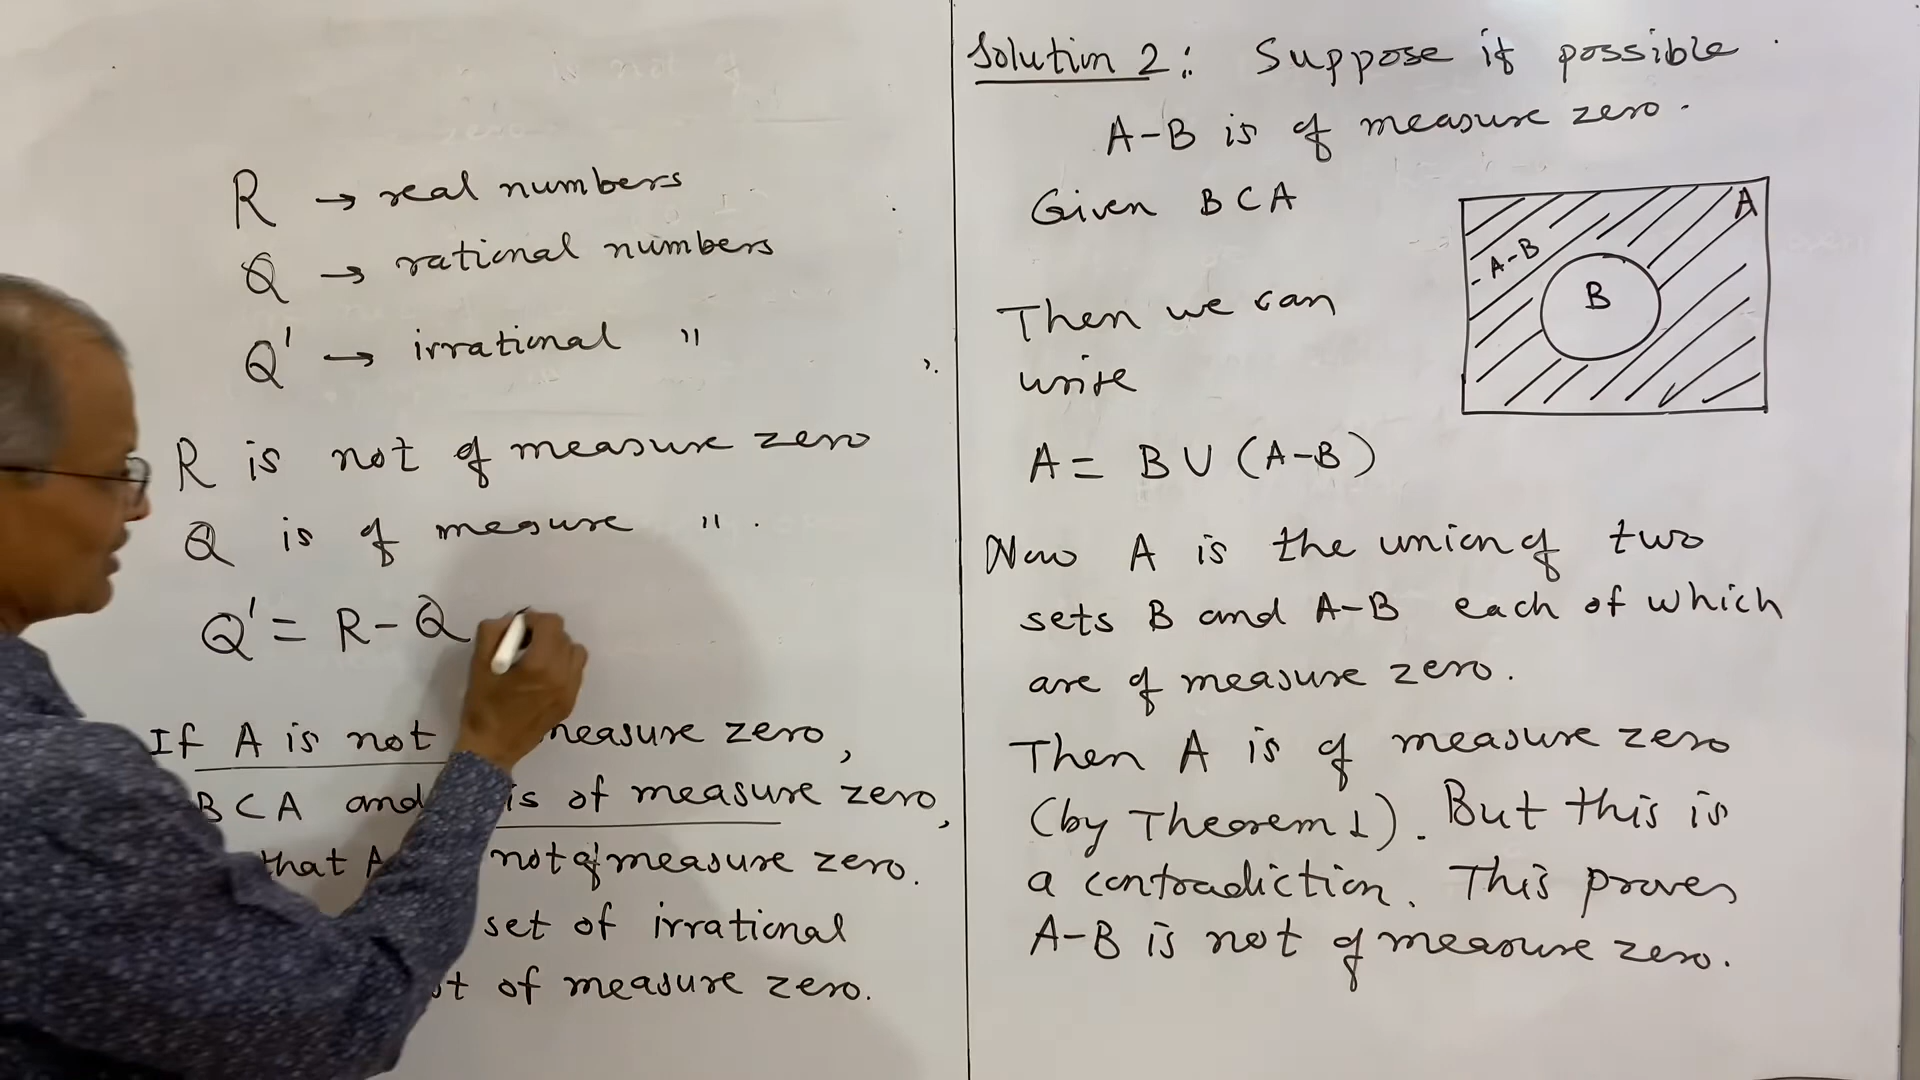 R → real numbers
Q → rational numbers
Q' → irrational "
R is not of measure zero
Q is of measure " .
Q' = R - Q
If A is not measure zero,
B ⊂ A and is of measure zero,
that A not of measure zero.
set of irrational
of measure zero.
Solution 2: Suppose if possible
A-B is of measure zero.
Given B ⊂ A
A
A-B
B
Then we can
write
A = B ∪ (A-B)
Now A is the union of two
sets B and A-B each of which
are of measure zero.
Then A is of measure zero
(by Theorem 1). But this is
a contradiction. This proves
A-B is not of measure zero.